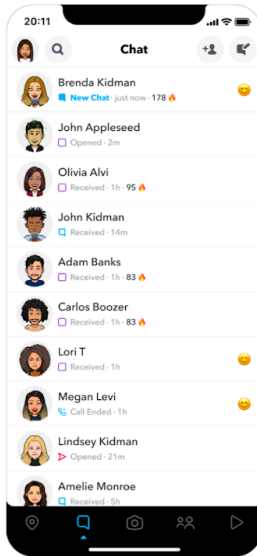 20:11
Chat
Brenda Kidman
New Chat · just now · 178 🔥
😊
John Appleseed
Opened · 2m
Olivia Alvi
Received · 1h · 95 🔥
John Kidman
Received · 14m
Adam Banks
Received · 1h · 83 🔥
Carlos Boozer
Received · 1h · 83 🔥
Lori T
Received · 1h
😊
Megan Levi
Call Ended · 1h
😊
Lindsey Kidman
Opened · 21m
Amelie Monroe
Received · 5h